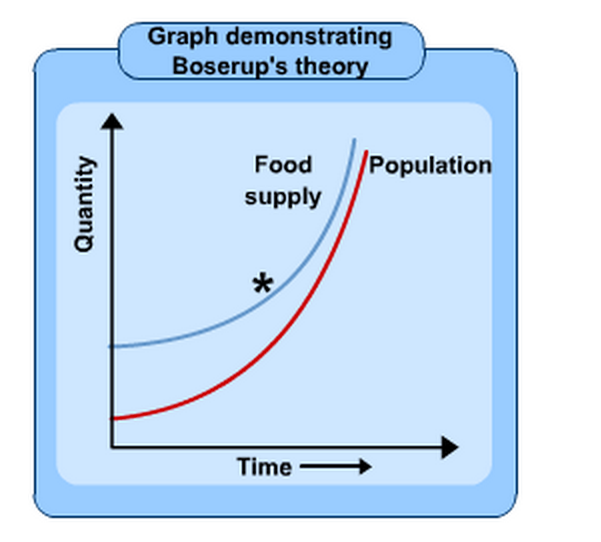 Graph demonstrating
Boserup's theory
Quantity
Food
supply
Population
*
Time